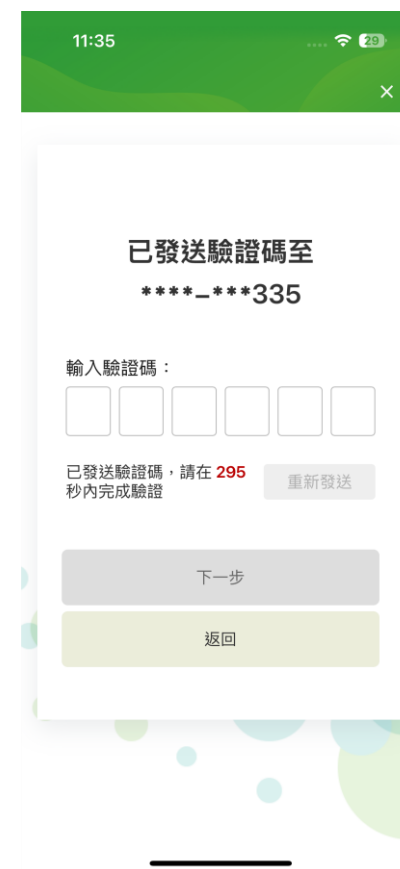 11:35
29
已發送驗證碼至
****–***335
輸入驗證碼：
已發送驗證碼，請在 295
秒內完成驗證
重新發送
下一步
返回